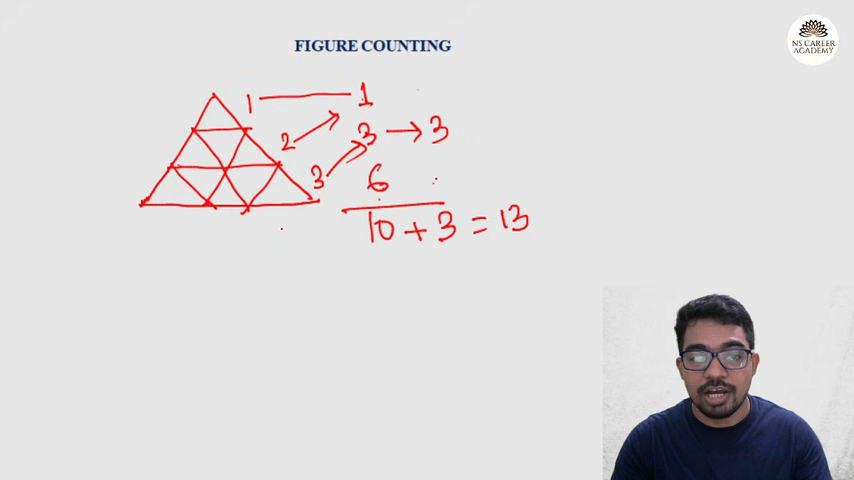 FIGURE COUNTING
NS CAREER
ACADEMY
1 1
2 3 → 3
3 6
10 + 3 = 13